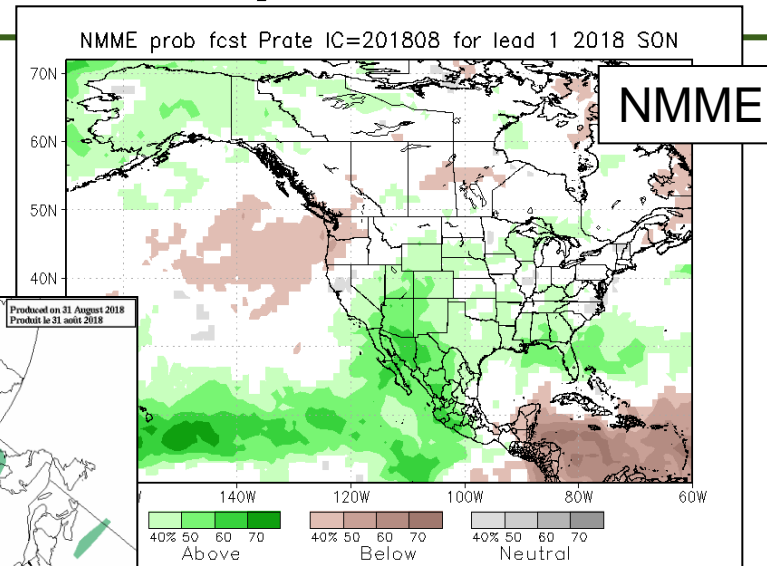 NMME prob fcst Prate IC=201808 for lead 1 2018 SON
NMME
70N
60N
50N
40N
Produced on 31 August 2018
Produit le 31 août 2018
140W 120W 100W 80W 60W
40% 50 60 70 40% 50 60 70 40% 50 60 70
Above Below Neutral